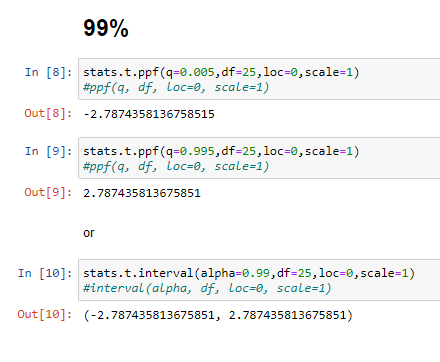 99%
In [8]: stats.t.ppf(q=0.005,df=25,loc=0,scale=1)
#ppf(q, df, loc=0, scale=1)
Out[8]: -2.7874358136758515
In [9]: stats.t.ppf(q=0.995,df=25,loc=0,scale=1)
#ppf(q, df, loc=0, scale=1)
Out[9]: 2.787435813675851
or
In [10]: stats.t.interval(alpha=0.99,df=25,loc=0,scale=1)
#interval(alpha, df, loc=0, scale=1)
Out[10]: (-2.787435813675851, 2.787435813675851)